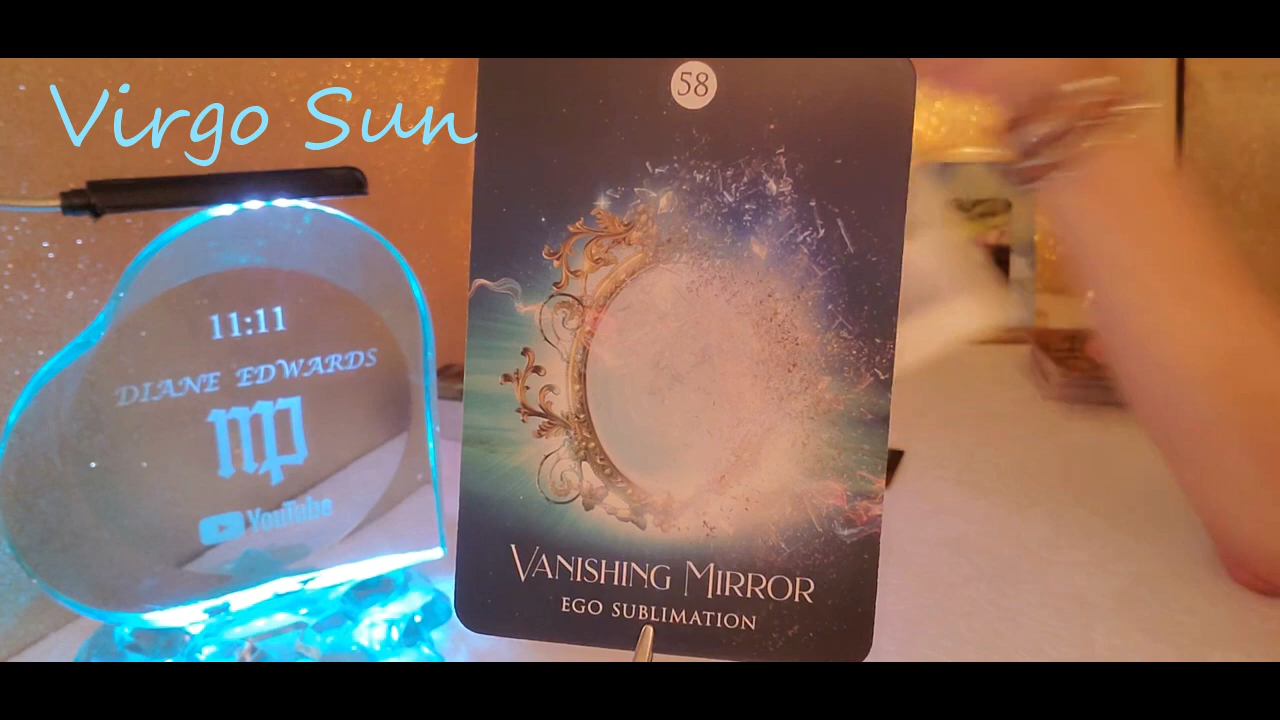 Virgo Sun
11:11
DIANE EDWARDS
♍
YouTube
58
VANISHING MIRROR
EGO SUBLIMATION